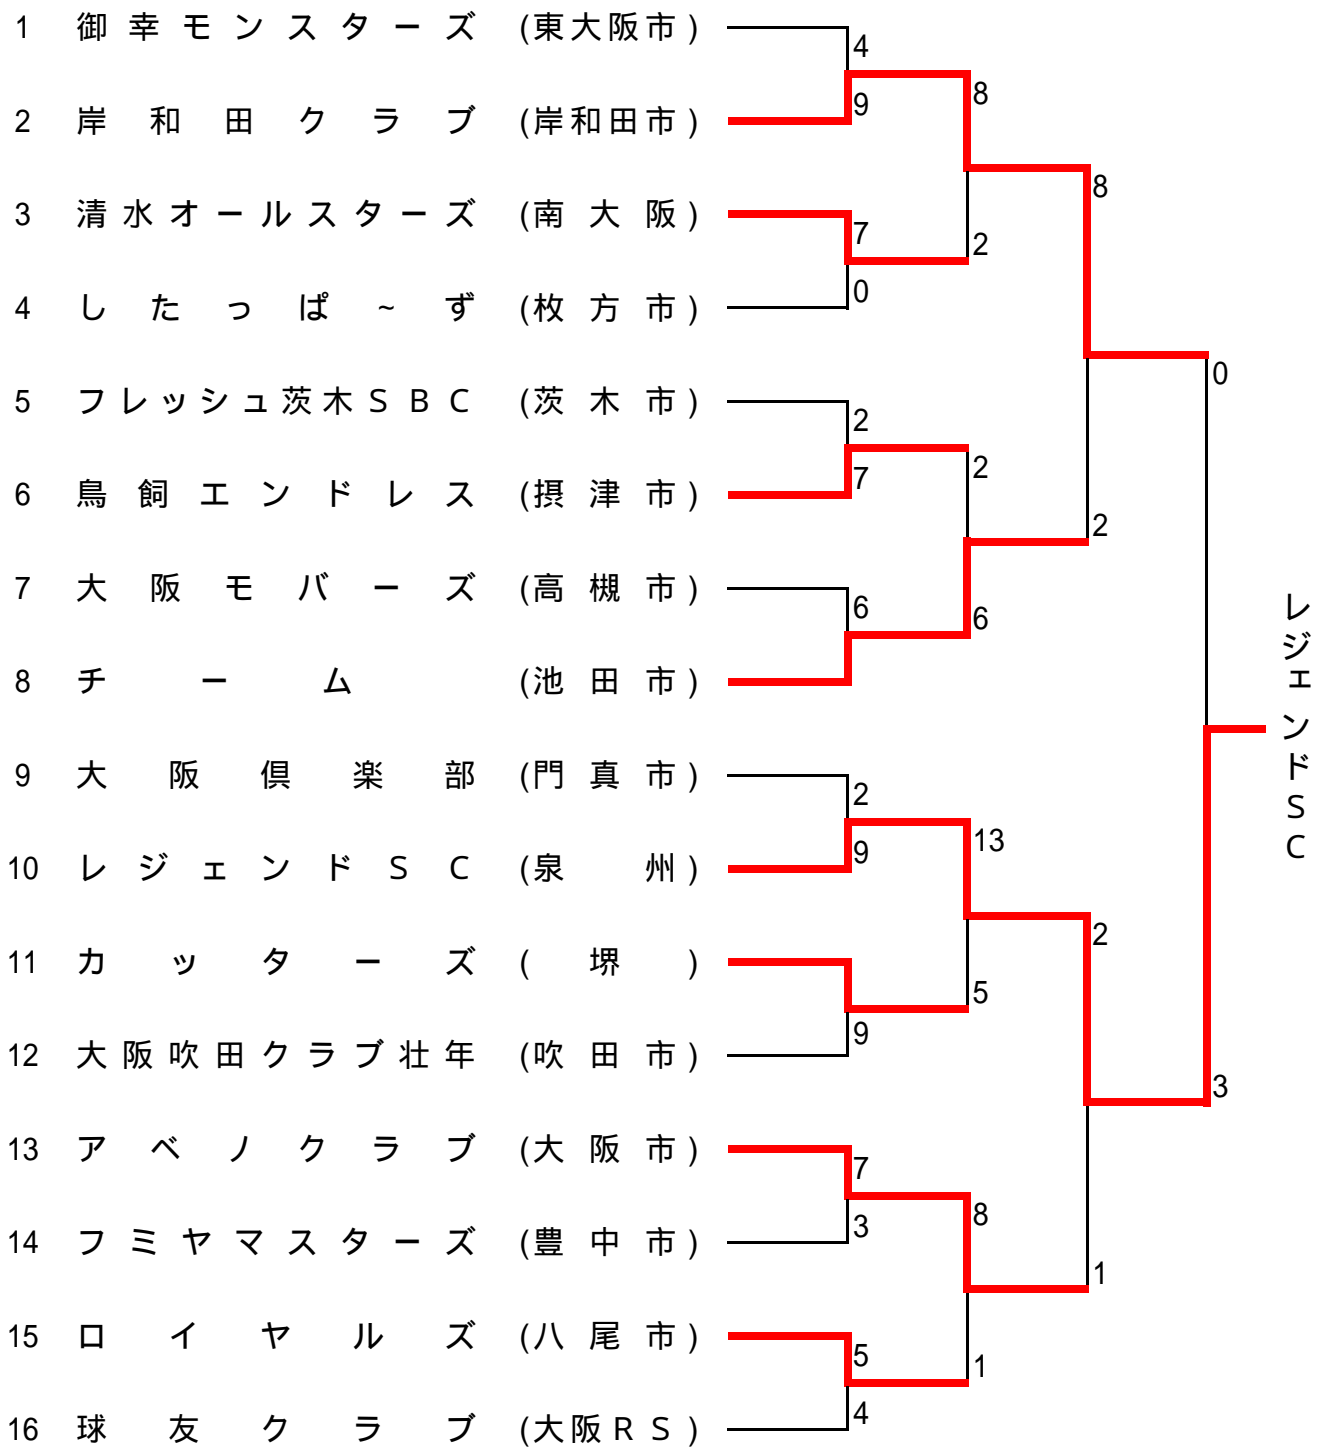 1 御幸モンスターズ (東大阪市)
4
9
8
2 岸和田クラブ (岸和田市)
8
3 清水オールスターズ (南大阪)
7
0
2
4 したっぱ~ず (枚方市)
0
5 フレッシュ茨木SBC (茨木市)
2
7
2
6 鳥飼エンドレス (摂津市)
2
7 大阪モバーズ (高槻市)
6
6
8 チーム (池田市)
9 大阪倶楽部 (門真市)
2
9
13
10 レジェンドSC (泉州)
2
11 カッターズ (堺)
9
5
12 大阪吹田クラブ壮年 (吹田市)
3
13 アベノクラブ (大阪市)
7
3
8
14 フミヤマスターズ (豊中市)
1
15 ロイヤルズ (八尾市)
5
4
1
16 球友クラブ (大阪RS)
レジェンドSC